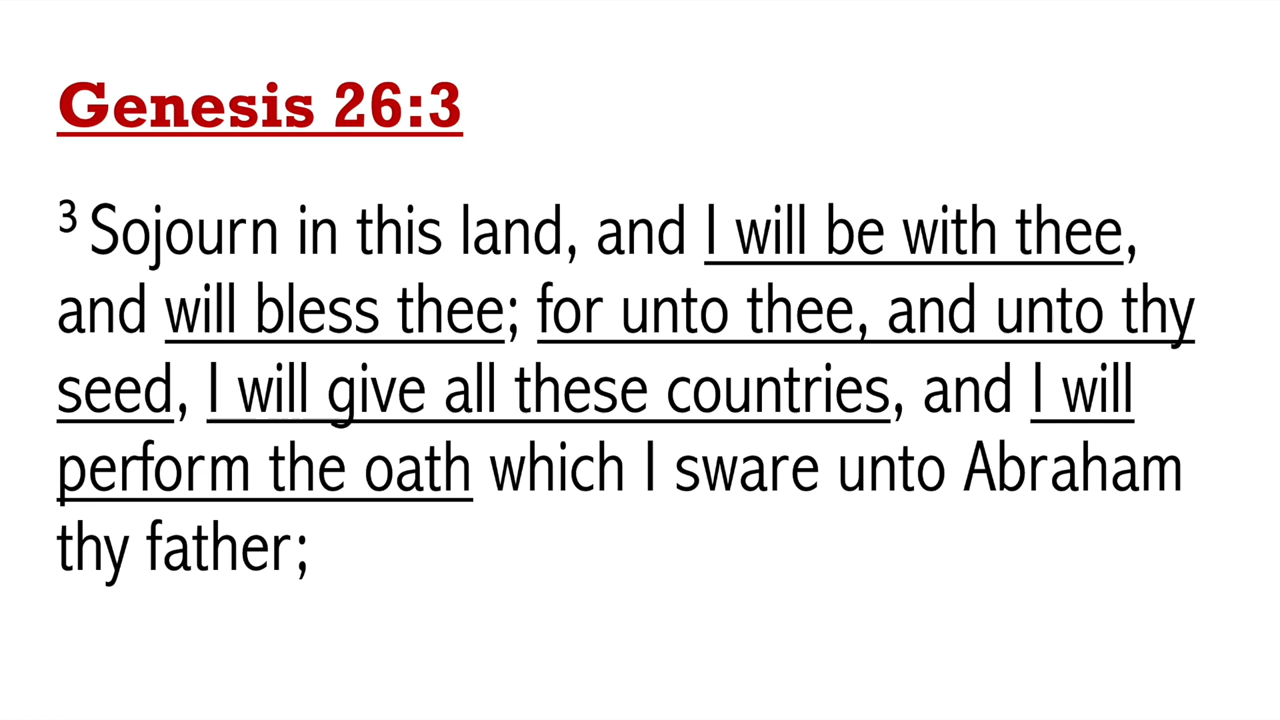 Genesis 26:3
³ Sojourn in this land, and I will be with thee,
and will bless thee; for unto thee, and unto thy
seed, I will give all these countries, and I will
perform the oath which I sware unto Abraham
thy father;